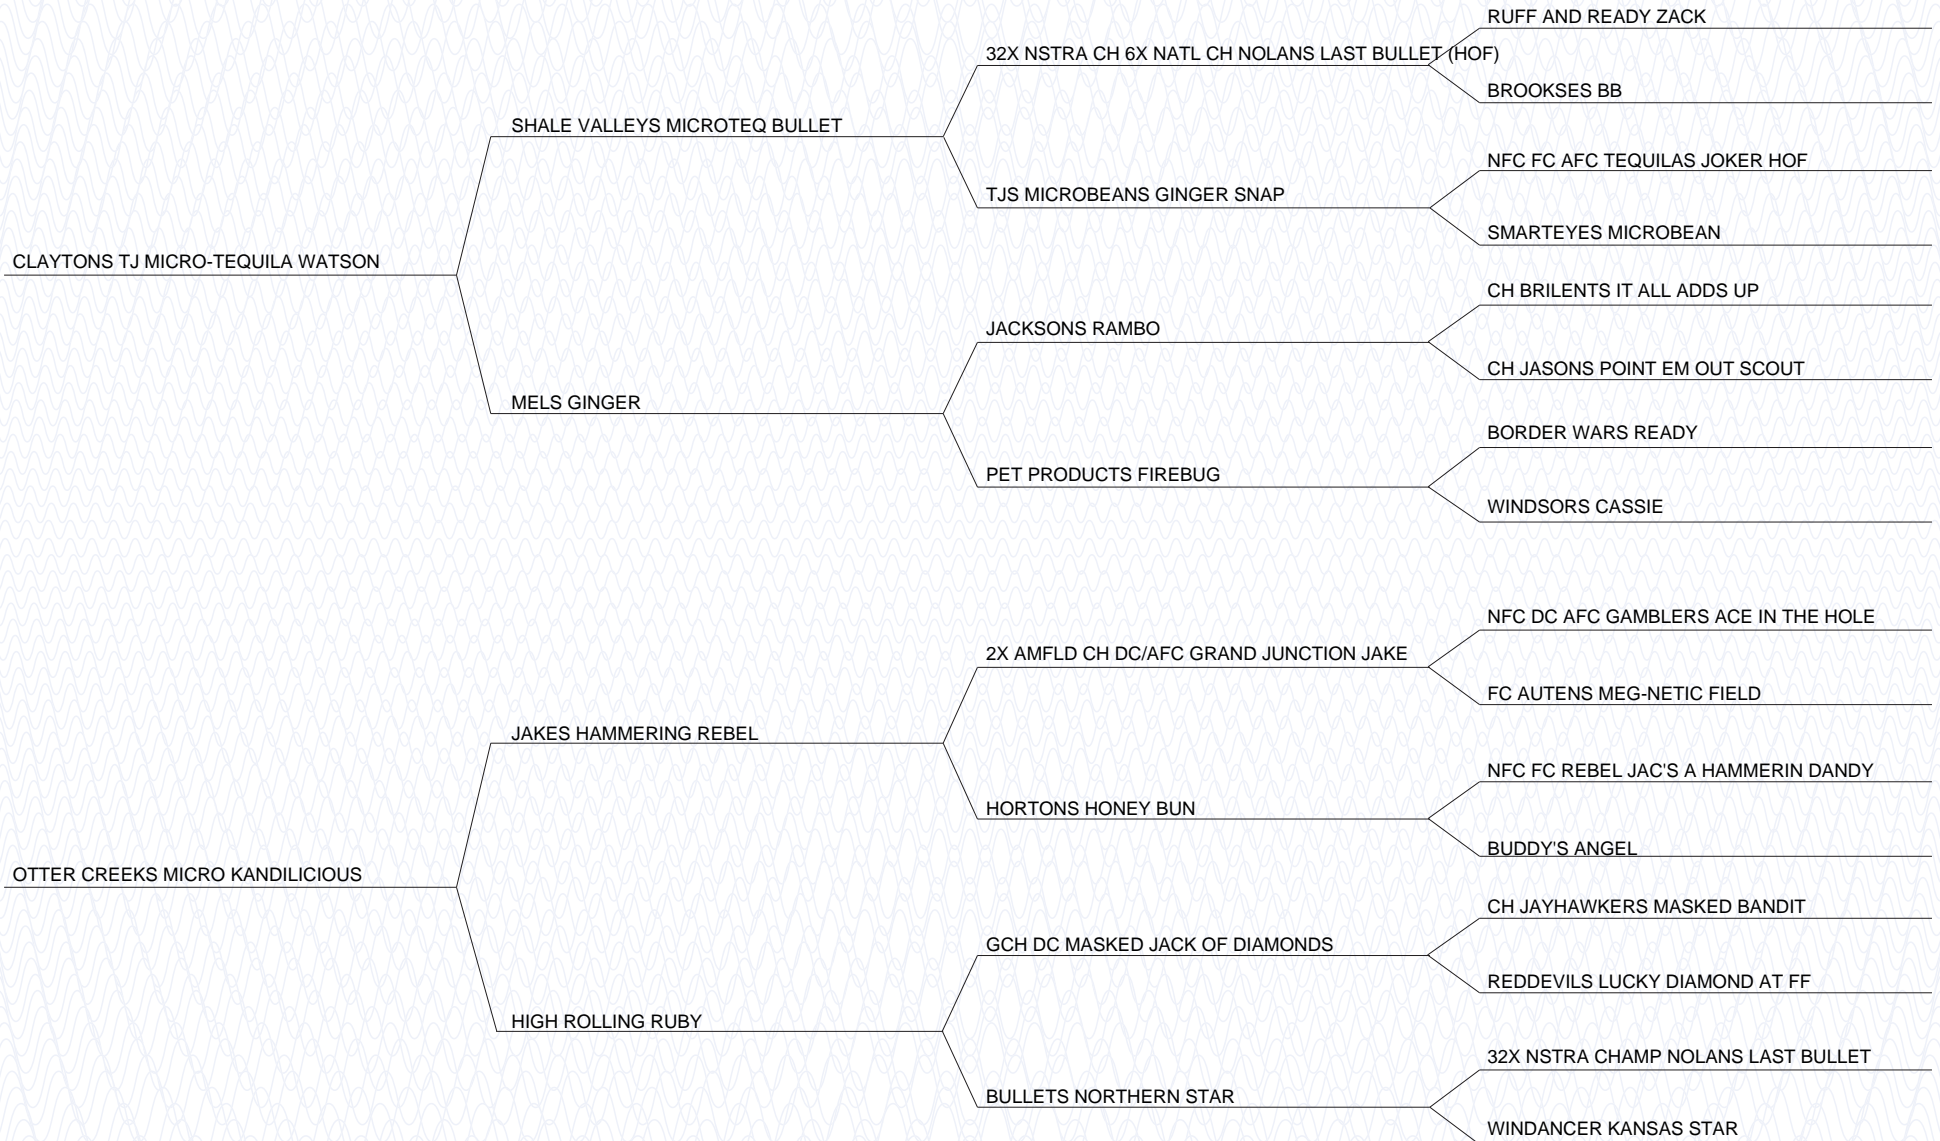 RUFF AND READY ZACK
32X NSTRA CH 6X NATL CH NOLANS LAST BULLET (HOF)
BROOKSES BB
SHALE VALLEYS MICROTEQ BULLET
NFC FC AFC TEQUILAS JOKER HOF
TJS MICROBEANS GINGER SNAP
SMARTEYES MICROBEAN
CLAYTONS TJ MICRO-TEQUILA WATSON
CH BRILENTS IT ALL ADDS UP
JACKSONS RAMBO
CH JASONS POINT EM OUT SCOUT
MELS GINGER
BORDER WARS READY
PET PRODUCTS FIREBUG
WINDSORS CASSIE
NFC DC AFC GAMBLERS ACE IN THE HOLE
2X AMFLD CH DC/AFC GRAND JUNCTION JAKE
FC AUTENS MEG-NETIC FIELD
JAKES HAMMERING REBEL
NFC FC REBEL JAC'S A HAMMERIN DANDY
HORTONS HONEY BUN
BUDDY'S ANGEL
OTTER CREEKS MICRO KANDILICIOUS
CH JAYHAWKERS MASKED BANDIT
GCH DC MASKED JACK OF DIAMONDS
REDDEVILS LUCKY DIAMOND AT FF
HIGH ROLLING RUBY
32X NSTRA CHAMP NOLANS LAST BULLET
BULLETS NORTHERN STAR
WINDANCER KANSAS STAR